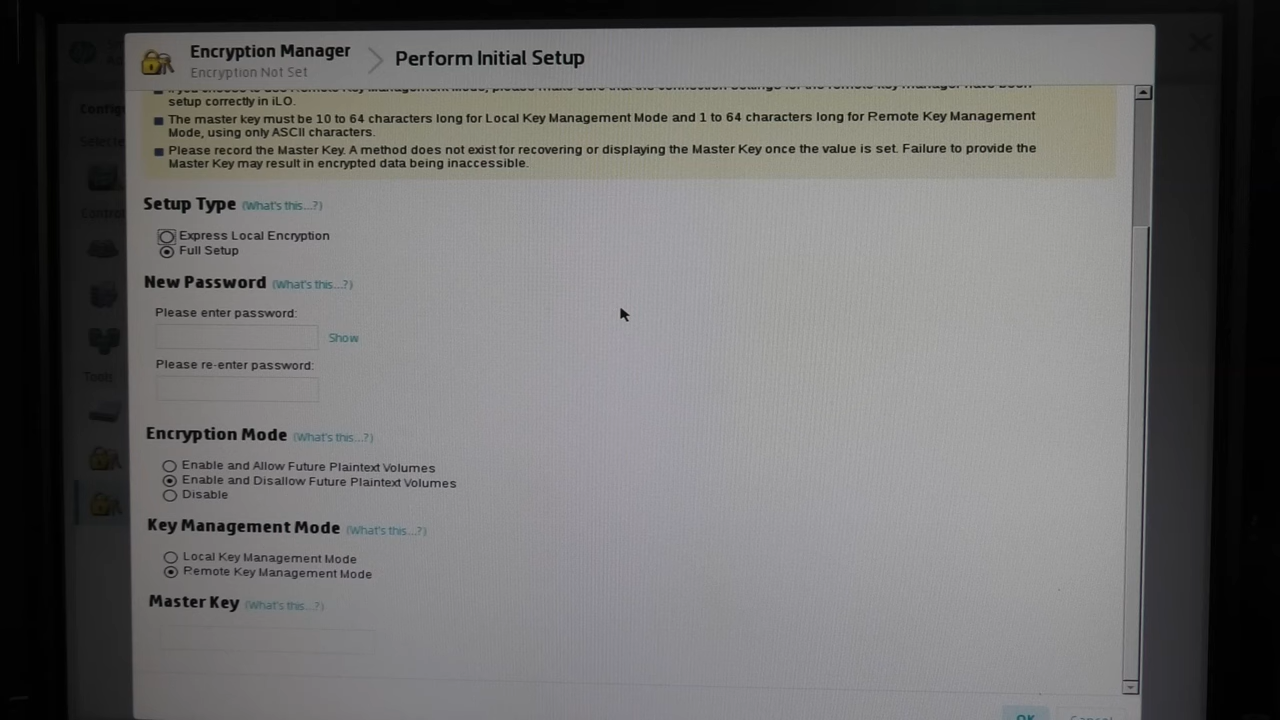 Encryption Manager
Encryption Not Set
Perform Initial Setup
setup correctly in iLO.
The master key must be 10 to 64 characters long for Local Key Management Mode and 1 to 64 characters long for Remote Key Management
Mode, using only ASCII characters.
Please record the Master Key. A method does not exist for recovering or displaying the Master Key once the value is set. Failure to provide the
Master Key may result in encrypted data being inaccessible.
Setup Type (What's this...?)
Express Local Encryption
Full Setup
New Password (What's this...?)
Please enter password:
Show
Please re-enter password:
Encryption Mode (What's this...?)
Enable and Allow Future Plaintext Volumes
Enable and Disallow Future Plaintext Volumes
Disable
Key Management Mode (What's this...?)
Local Key Management Mode
Remote Key Management Mode
Master Key (What's this...?)
OK
Cancel
Tools